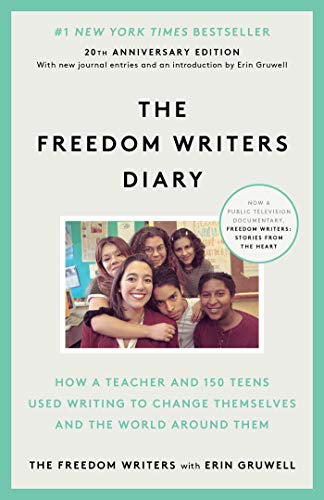 #1 NEW YORK TIMES BESTSELLER
20TH ANNIVERSARY EDITION
With new journal entries and an introduction by Erin Gruwell
THE
FREEDOM WRITERS
DIARY
NOW A
PUBLIC TELEVISION
DOCUMENTARY,
FREEDOM WRITERS:
STORIES FROM
THE HEART
HOW A TEACHER AND 150 TEENS
USED WRITING TO CHANGE THEMSELVES
AND THE WORLD AROUND THEM
THE FREEDOM WRITERS with ERIN GRUWELL